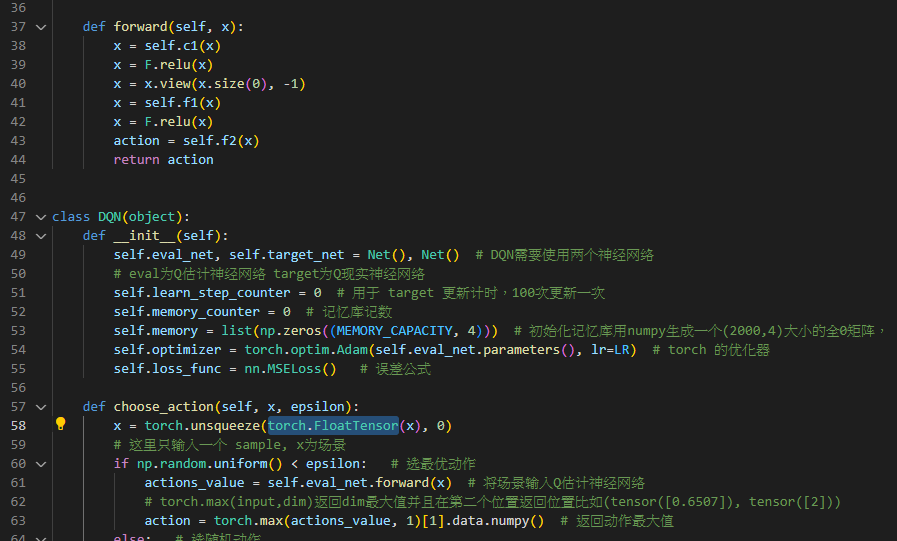 36
37 def forward(self, x):
38 x = self.c1(x)
39 x = F.relu(x)
40 x = x.view(x.size(0), -1)
41 x = self.f1(x)
42 x = F.relu(x)
43 action = self.f2(x)
44 return action
45
46
47 class DQN(object):
48 def __init__(self):
49 self.eval_net, self.target_net = Net(), Net()  # DQN需要使用两个神经网络
50 # eval为Q估计神经网络 target为Q现实神经网络
51 self.learn_step_counter = 0  # 用于 target 更新计时，100次更新一次
52 self.memory_counter = 0  # 记忆库记数
53 self.memory = list(np.zeros((MEMORY_CAPACITY, 4)))  # 初始化记忆库用numpy生成一个(2000,4)大小的全0矩阵，
54 self.optimizer = torch.optim.Adam(self.eval_net.parameters(), lr=LR)  # torch 的优化器
55 self.loss_func = nn.MSELoss()   # 误差公式
56
57 def choose_action(self, x, epsilon):
58 x = torch.unsqueeze(torch.FloatTensor(x), 0)
59 # 这里只输入一个 sample, x为场景
60 if np.random.uniform() < epsilon:   # 选最优动作
61 actions_value = self.eval_net.forward(x)  # 将场景输入Q估计神经网络
62 # torch.max(input,dim)返回dim最大值并且在第二个位置返回位置比如(tensor([0.6507]), tensor([2]))
63 action = torch.max(actions_value, 1)[1].data.numpy()  # 返回动作最大值
64 else:   # 选随机动作